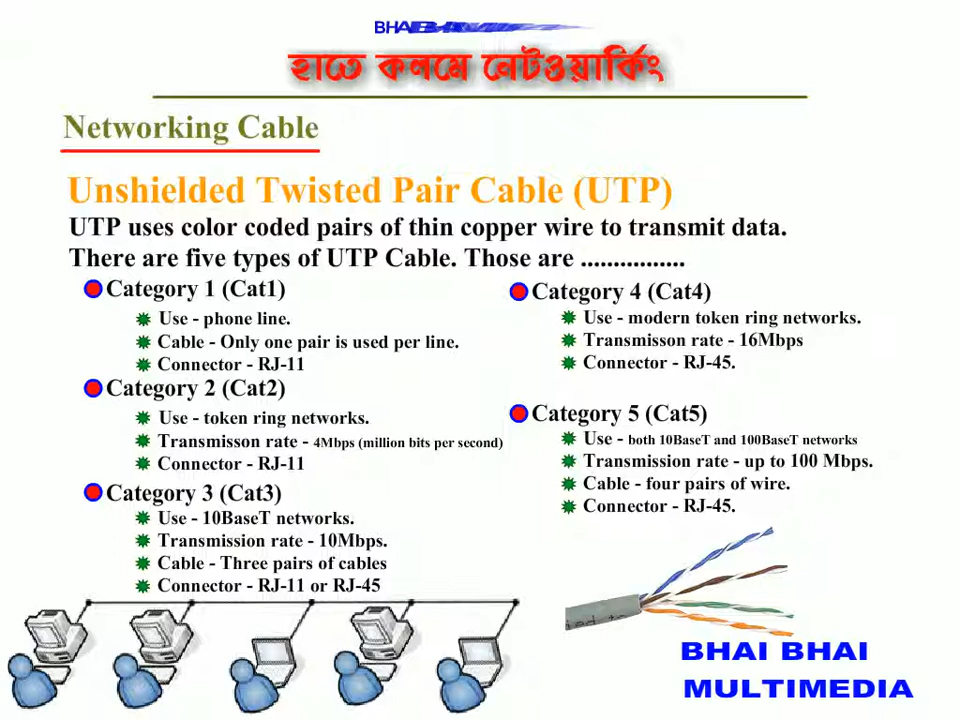 হাতে কলমে নেটওয়ার্কিং
Networking Cable
Unshielded Twisted Pair Cable (UTP)
UTP uses color coded pairs of thin copper wire to transmit data.
There are five types of UTP Cable. Those are ................
Category 1 (Cat1)
Use - phone line.
Cable - Only one pair is used per line.
Connector - RJ-11
Category 2 (Cat2)
Use - token ring networks.
Transmisson rate - 4Mbps (million bits per second)
Connector - RJ-11
Category 3 (Cat3)
Use - 10BaseT networks.
Transmission rate - 10Mbps.
Cable - Three pairs of cables
Connector - RJ-11 or RJ-45
Category 4 (Cat4)
Use - modern token ring networks.
Transmisson rate - 16Mbps
Connector - RJ-45.
Category 5 (Cat5)
Use - both 10BaseT and 100BaseT networks
Transmission rate - up to 100 Mbps.
Cable - four pairs of wire.
Connector - RJ-45.
BHAI BHAI
MULTIMEDIA